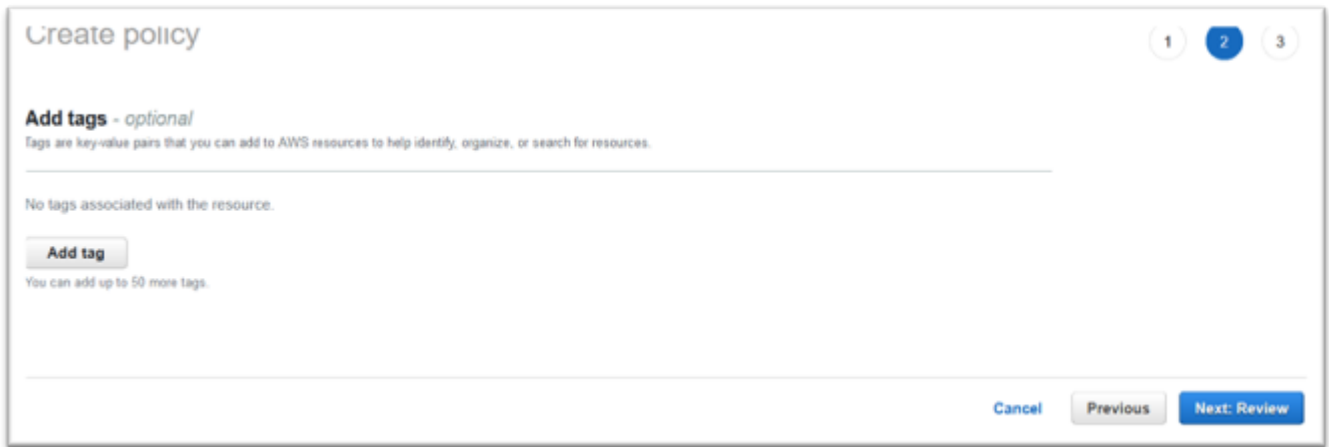 Create policy
1 2 3
Add tags - optional
Tags are key-value pairs that you can add to AWS resources to help identify, organize, or search for resources.
No tags associated with the resource.
Add tag
You can add up to 50 more tags.
Cancel Previous Next: Review